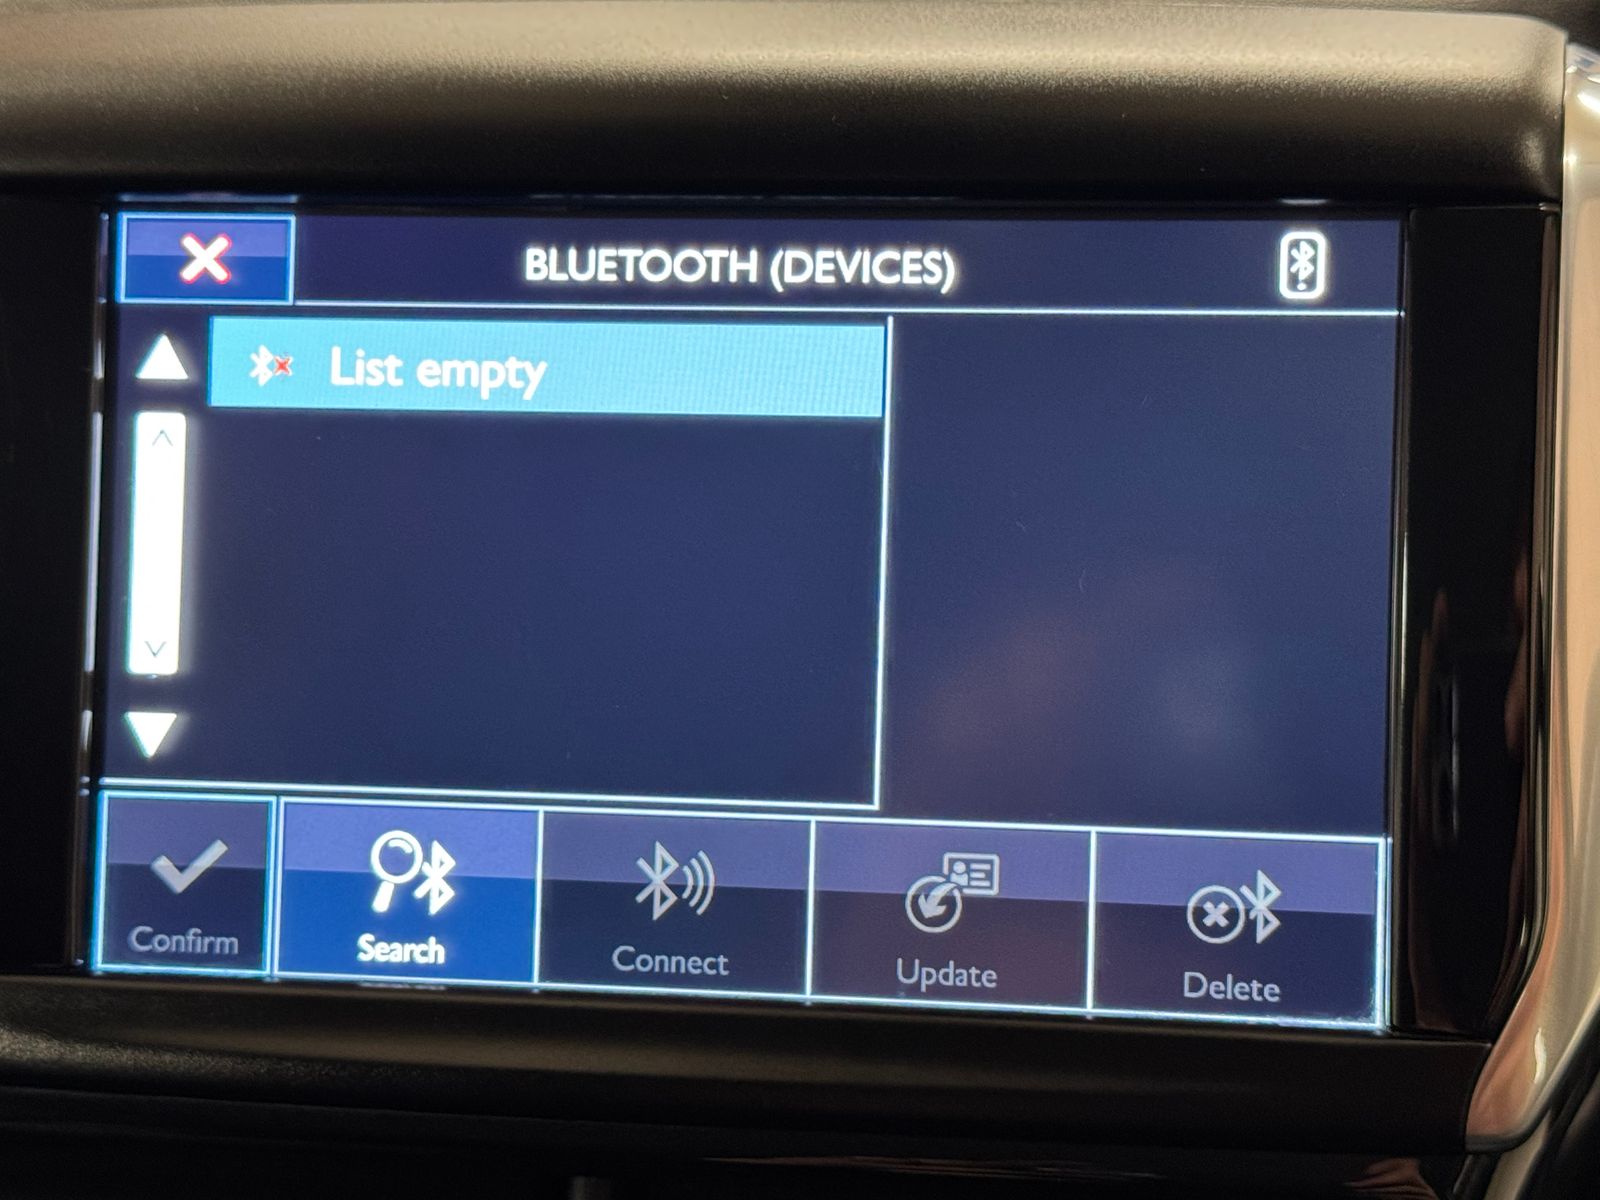 BLUETOOTH (DEVICES)
List empty
Confirm
Search
Connect
Update
Delete